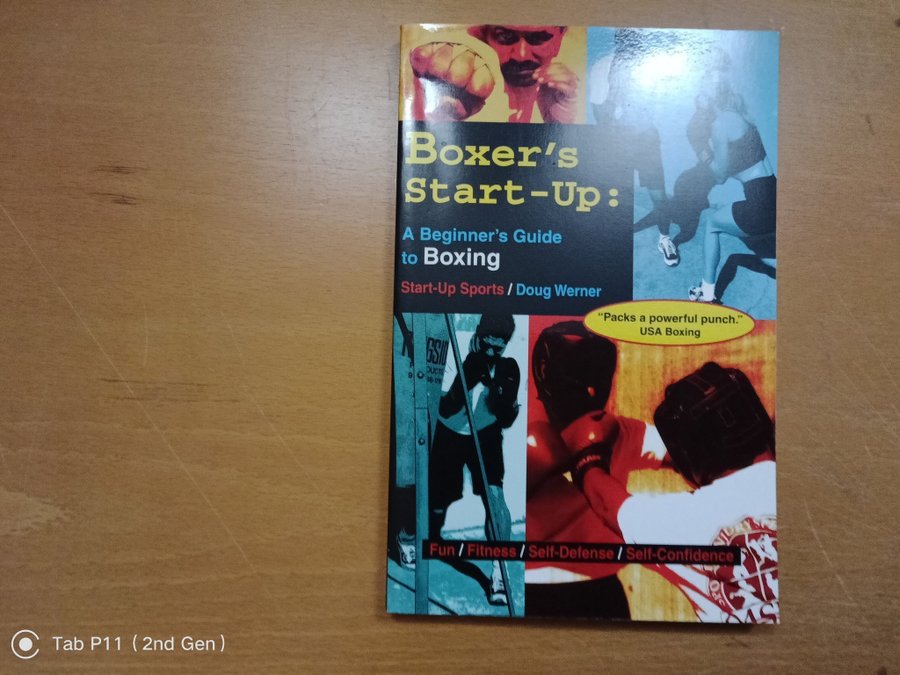 Boxer's
Start-Up:
A Beginner's Guide
to Boxing
Start-Up Sports / Doug Werner
"Packs a powerful punch."
USA Boxing
Fun / Fitness / Self-Defense / Self-Confidence
Tab P11 (2nd Gen)